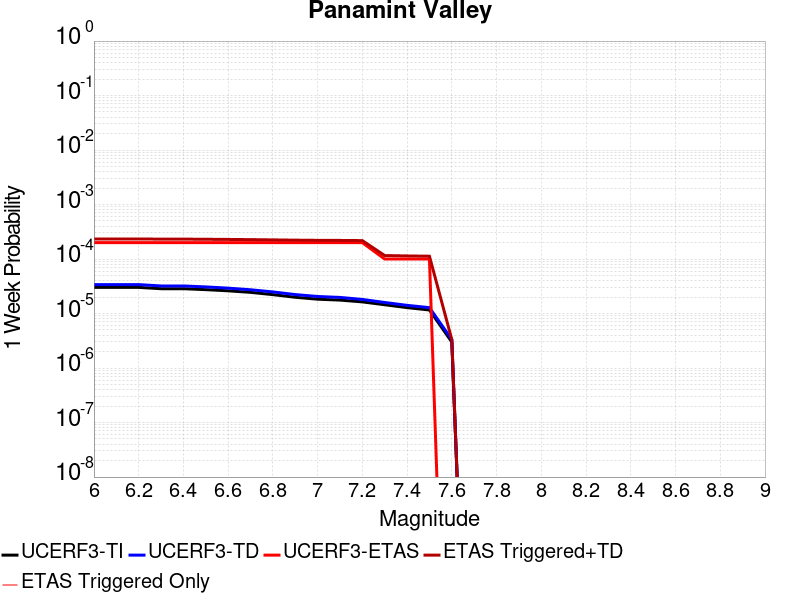 Panamint Valley
10^0
10^-1
10^-2
10^-3
10^-4
10^-5
10^-6
10^-7
10^-8
1 Week Probability
6 6.2 6.4 6.6 6.8 7 7.2 7.4 7.6 7.8 8 8.2 8.4 8.6 8.8 9
Magnitude
UCERF3-TI UCERF3-TD UCERF3-ETAS ETAS Triggered+TD
ETAS Triggered Only